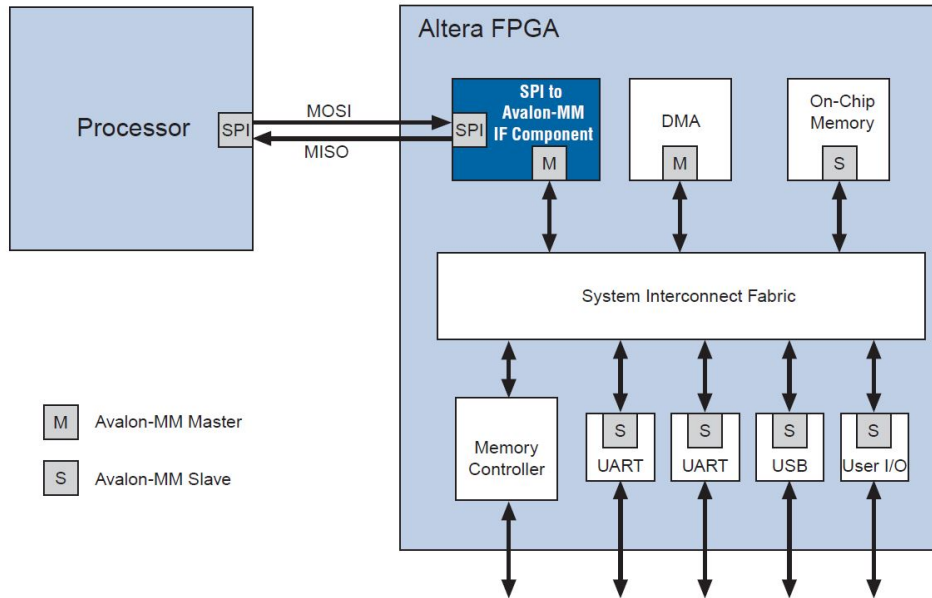 Altera FPGA
Processor
SPI
MOSI
MISO
SPI
SPI to
Avalon-MM
IF Component
M
DMA
M
On-Chip
Memory
S
System Interconnect Fabric
M
Avalon-MM Master
S
Avalon-MM Slave
Memory
Controller
S
UART
S
UART
S
USB
S
User I/O